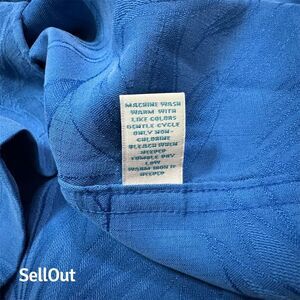 MACHINE WASH
WARM WITH
LIKE COLORS
GENTLE CYCLE
ONLY NON-
CHLORINE
BLEACH WHEN
NEEDED
TUMBLE DRY
LOW
WARM IRON IF
NEEDED
SellOut